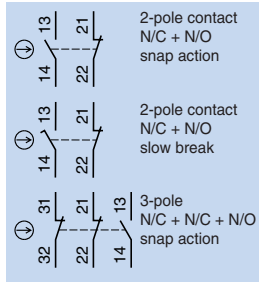 13 21
14 22
2-pole contact
N/C + N/O
snap action
13 21
14 22
2-pole contact
N/C + N/O
slow break
31 21 13
32 22 14
3-pole
N/C + N/C + N/O
snap action